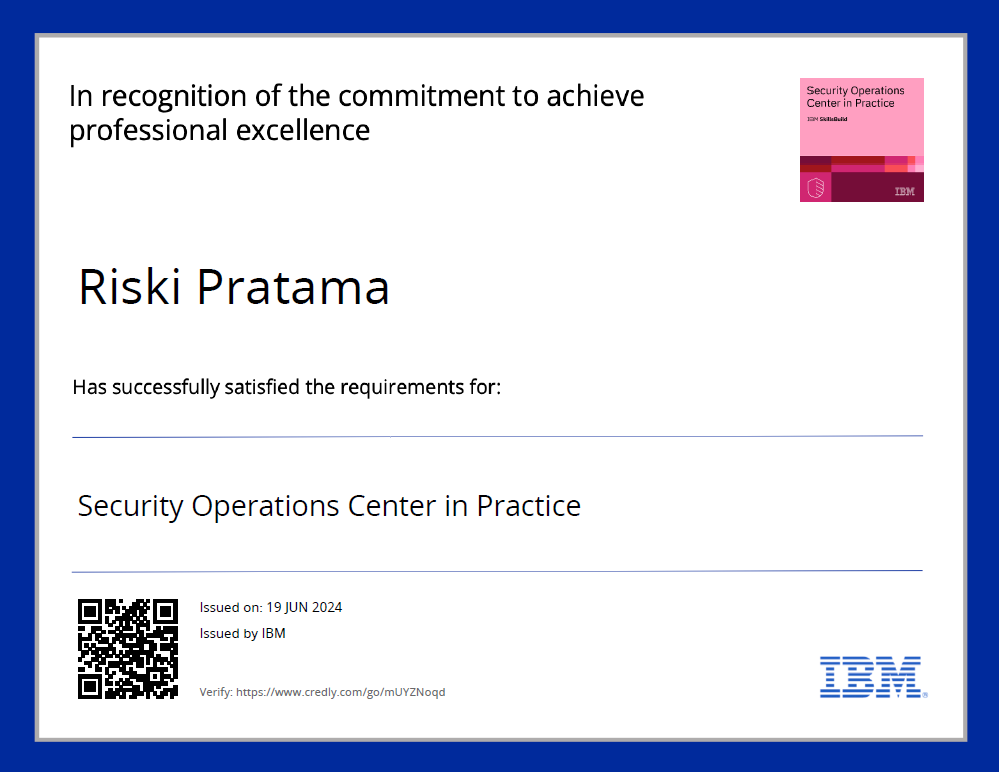 In recognition of the commitment to achieve
professional excellence
Security Operations
Center in Practice
IBM SkillsBuild
IBM
Riski Pratama
Has successfully satisfied the requirements for:
Security Operations Center in Practice
Issued on: 19 JUN 2024
Issued by IBM
Verify: https://www.credly.com/go/mUYZNoqd
IBM®